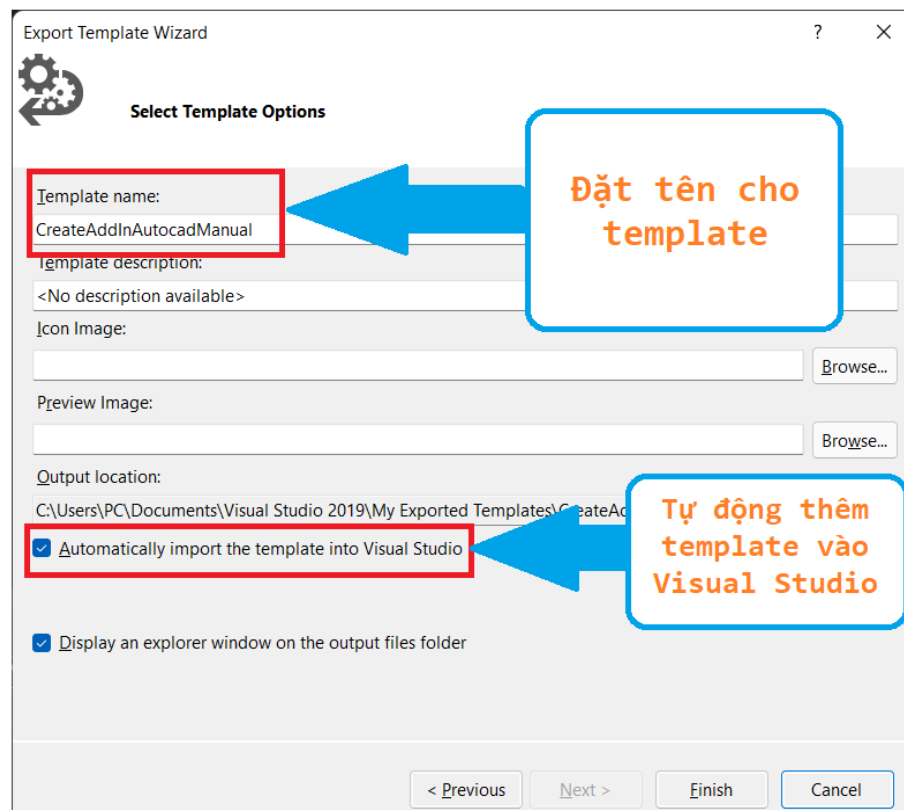 Export Template Wizard
?
Select Template Options
Template name:
CreateAddInAutocadManual
Đặt tên cho
template
Template description:
<No description available>
Icon Image:
Browse...
Preview Image:
Browse...
Output location:
C:\Users\PC\Documents\Visual Studio 2019\My Exported Templates\CreateAd
Tự động thêm
template vào
Visual Studio
Automatically import the template into Visual Studio
Display an explorer window on the output files folder
< Previous
Next >
Finish
Cancel